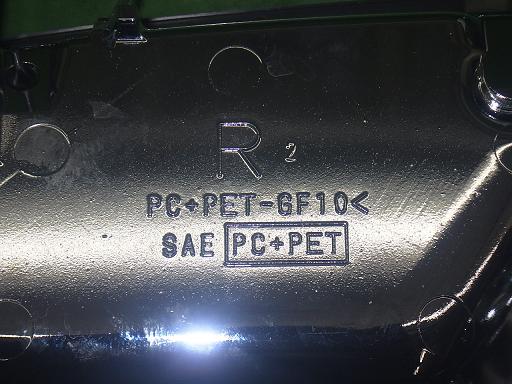 R 2
PC+PET-GF10<
SAE PC+PET